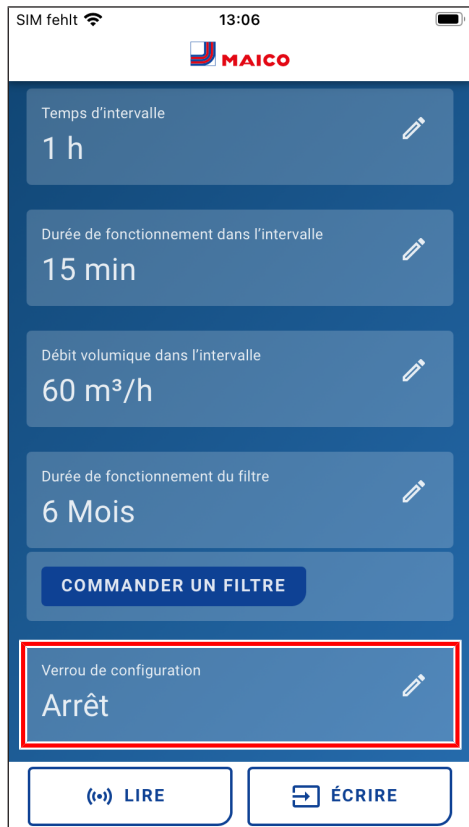 SIM fehlt 13:06
MAICO
Temps d'intervalle
1 h
Durée de fonctionnement dans l'intervalle
15 min
Débit volumique dans l'intervalle
60 m³/h
Durée de fonctionnement du filtre
6 Mois
COMMANDER UN FILTRE
Verrou de configuration
Arrêt
LIRE ÉCRIRE